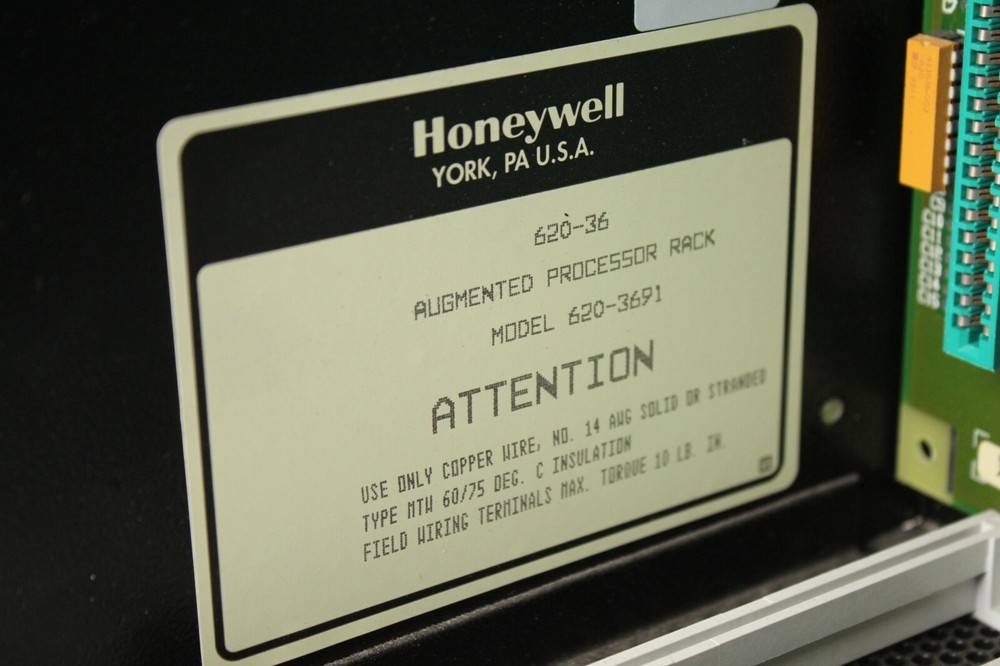 Honeywell
YORK, PA U.S.A.
620-36
AUGMENTED PROCESSOR RACK
MODEL 620-3691
ATTENTION
USE ONLY COPPER WIRE, NO. 14 AWG SOLID OR STRANDED
TYPE MTW 60/75 DEG. C INSULATION
FIELD WIRING TERMINALS MAX. TORQUE 10 LB. IN.